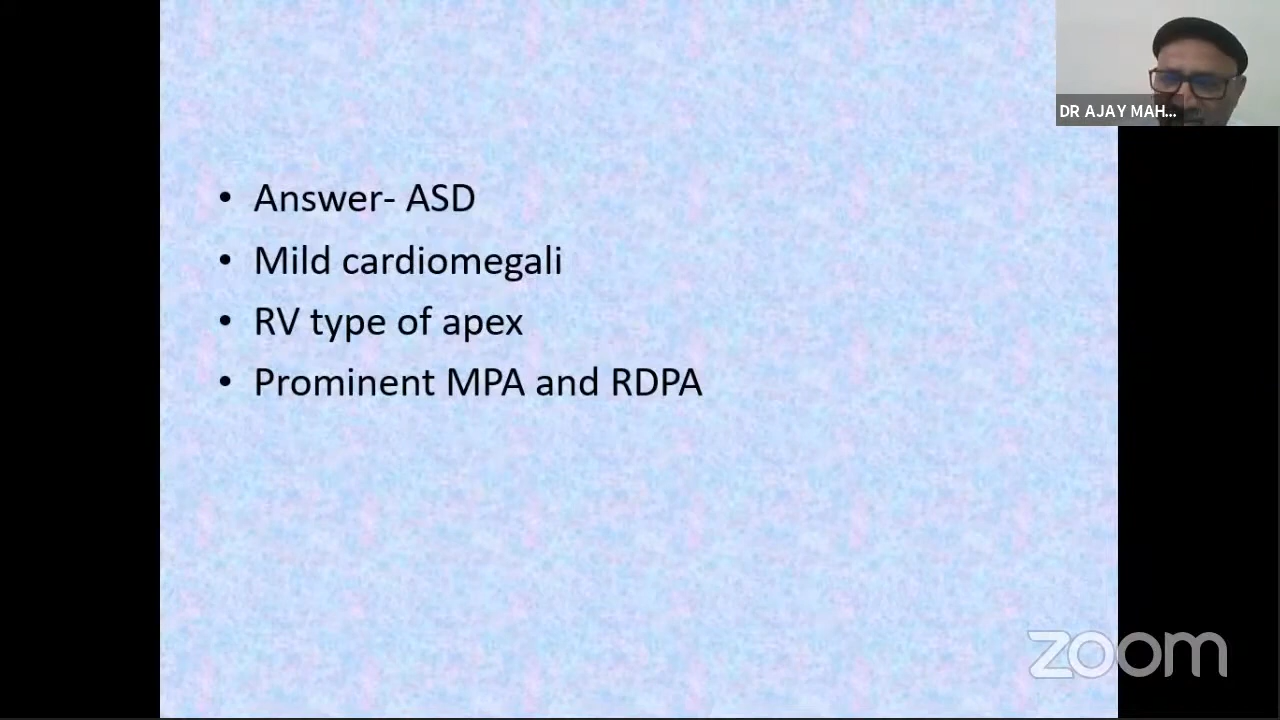 DR AJAY MAH...
• Answer- ASD
• Mild cardiomegali
• RV type of apex
• Prominent MPA and RDPA
zoom